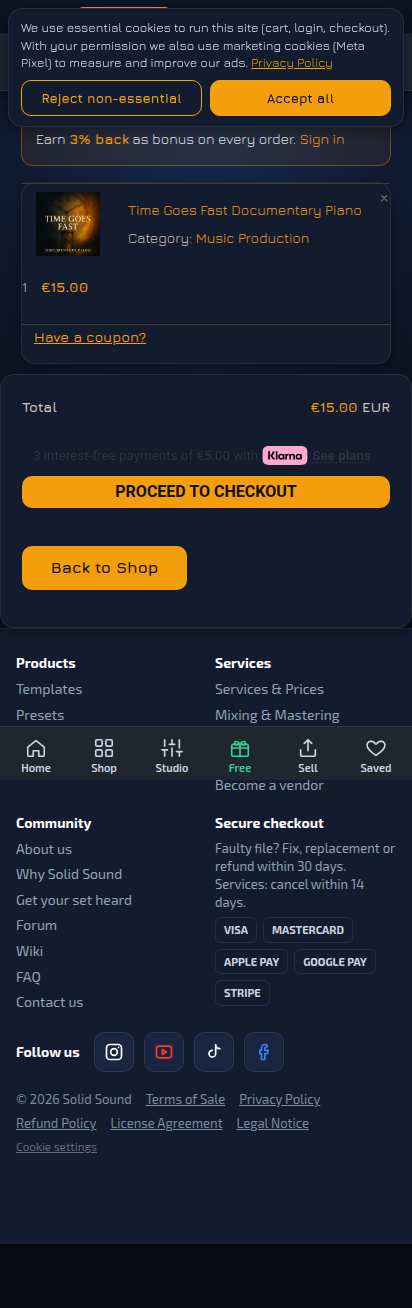 We use essential cookies to run this site (cart, login, checkout).
With your permission we also use marketing cookies (Meta
Pixel) to measure and improve our ads. Privacy Policy
Reject non-essential
Accept all
Earn 3% back as bonus on every order. Sign in
TIME GOES
FAST
Time Goes Fast Documentary Piano
×
Category: Music Production
1 €15.00
Have a coupon?
Total €15.00 EUR
3 interest-free payments of €5.00 with Klarna See plans
PROCEED TO CHECKOUT
Back to Shop
Products
Templates
Presets
Services
Services & Prices
Mixing & Mastering
Home
Shop
Studio
Free
Sell
Saved
Become a vendor
Community
About us
Why Solid Sound
Get your set heard
Forum
Wiki
FAQ
Contact us
Secure checkout
Faulty file? Fix, replacement or
refund within 30 days.
Services: cancel within 14
days.
VISA
MASTERCARD
APPLE PAY
GOOGLE PAY
STRIPE
Follow us
© 2026 Solid Sound Terms of Sale Privacy Policy
Refund Policy License Agreement Legal Notice
Cookie settings